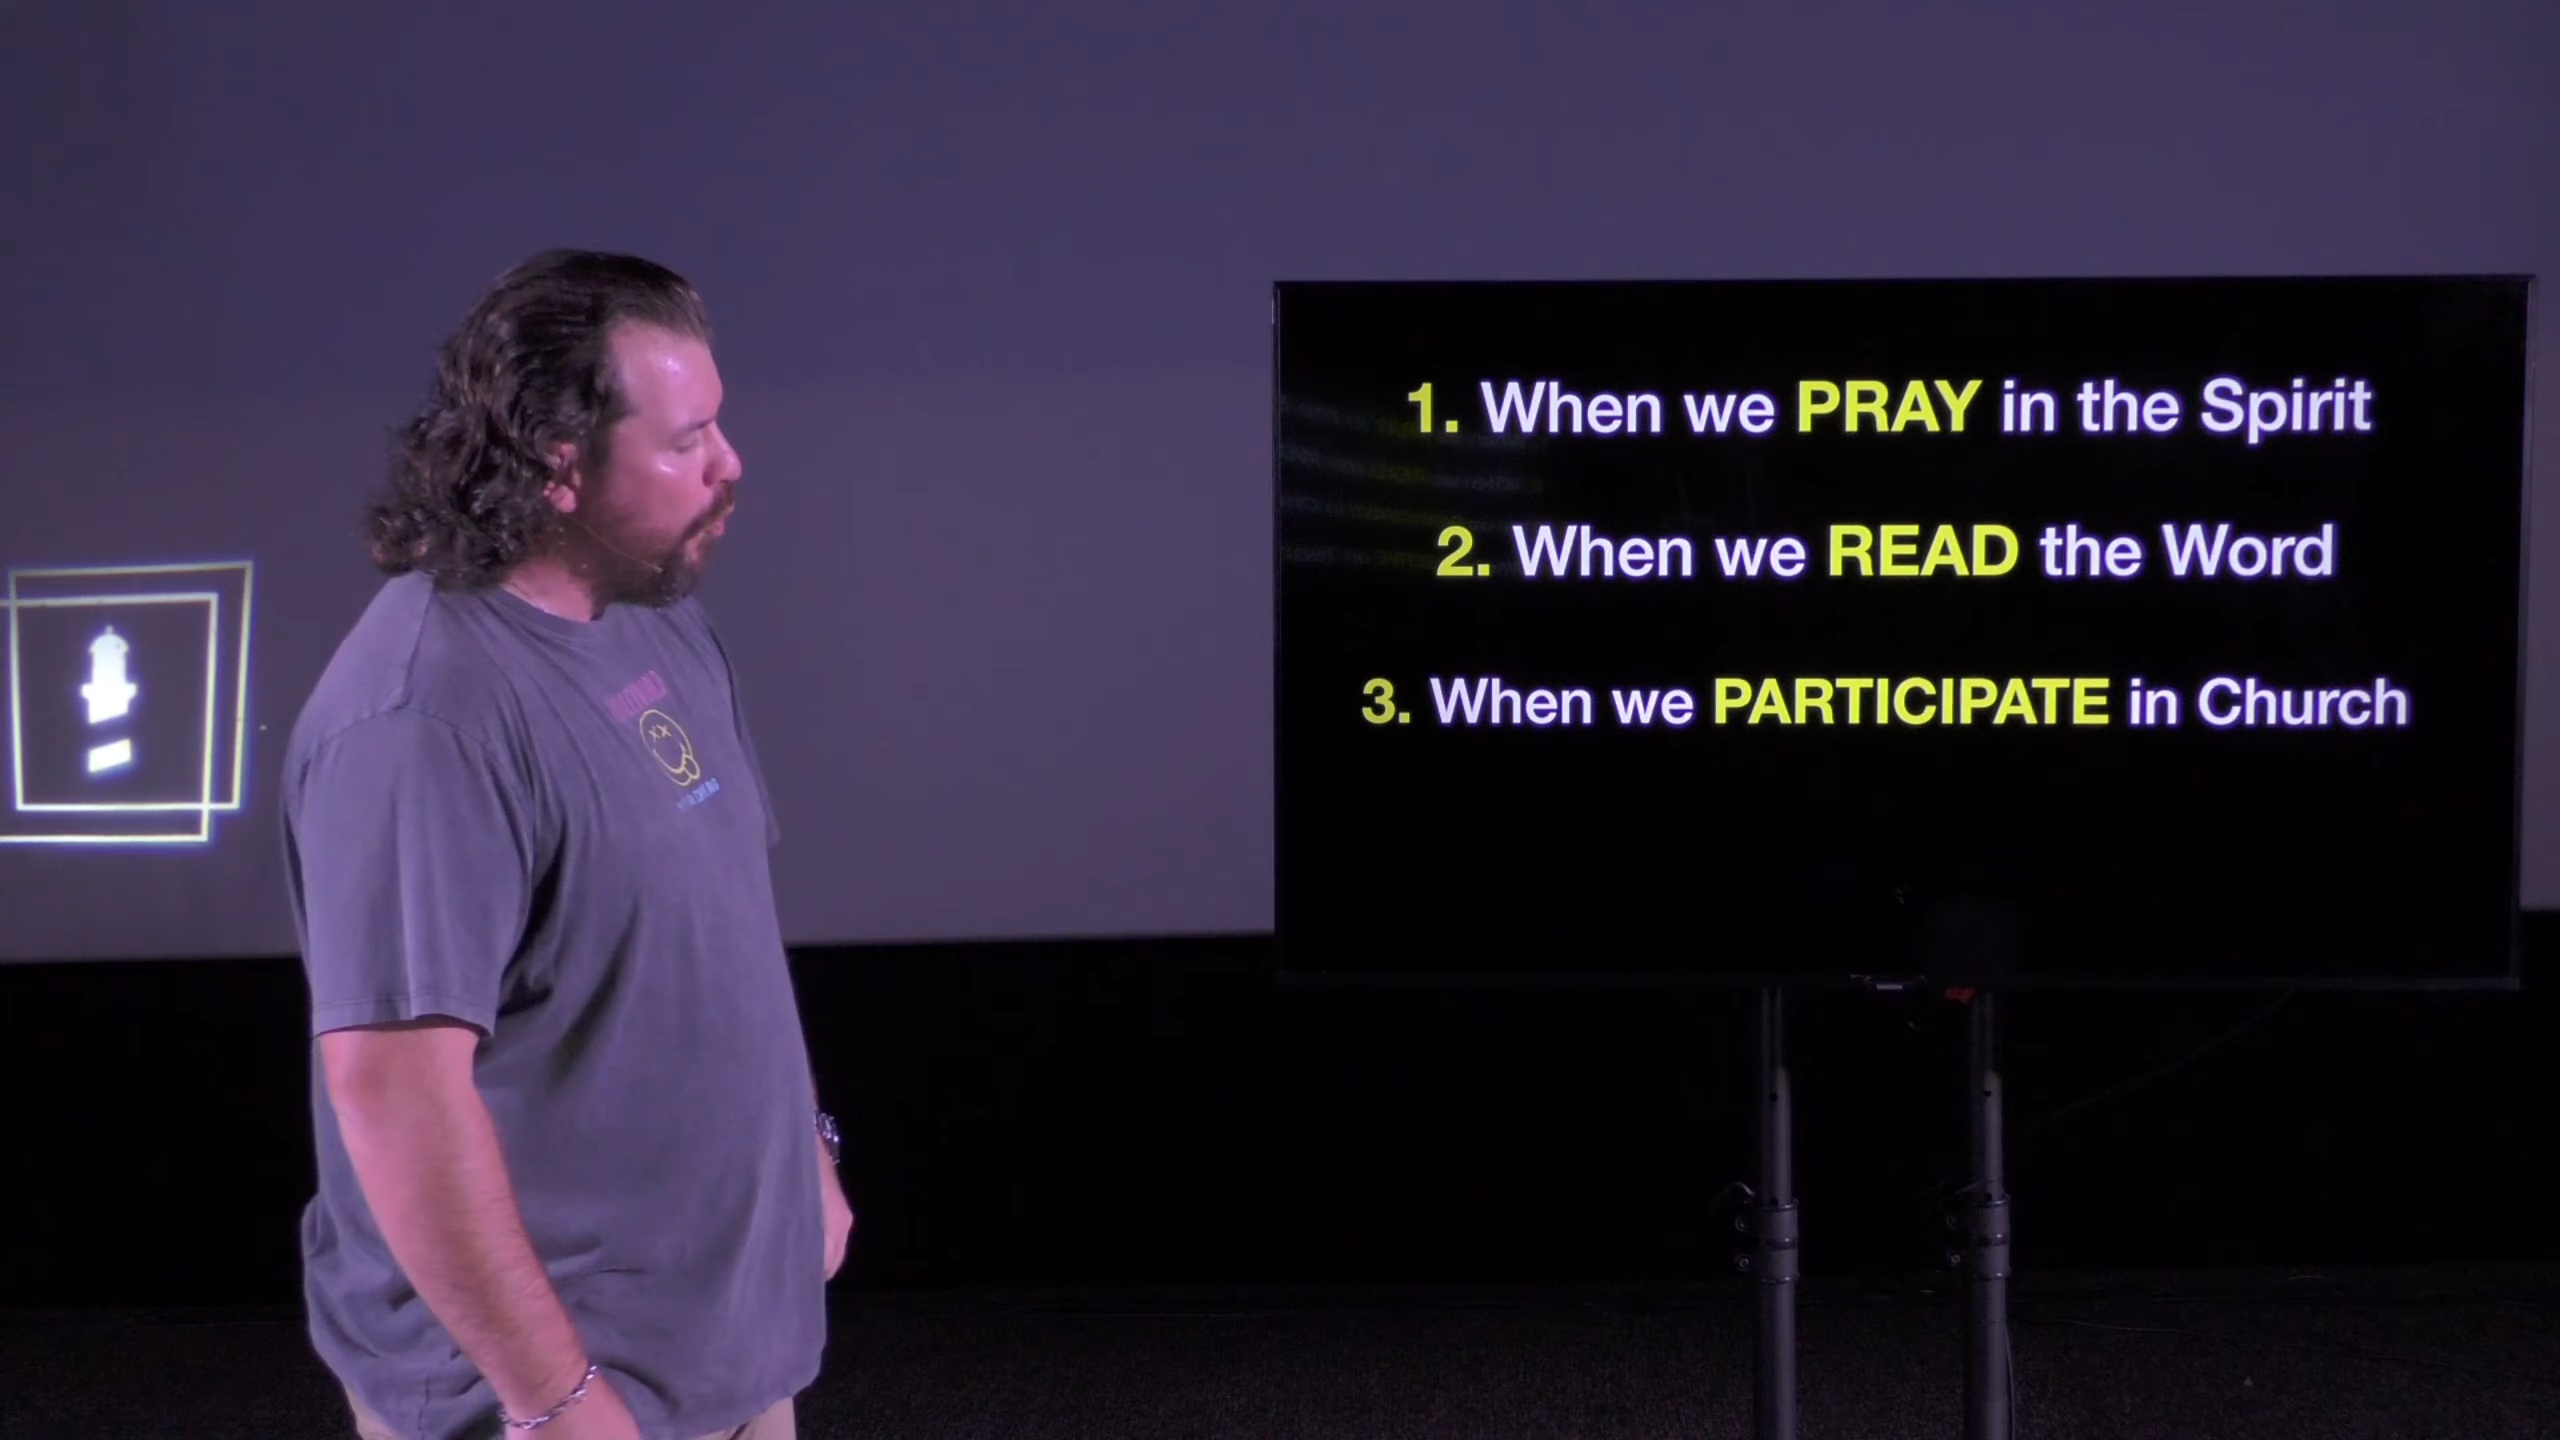 1. When we PRAY in the Spirit
2. When we READ the Word
3. When we PARTICIPATE in Church